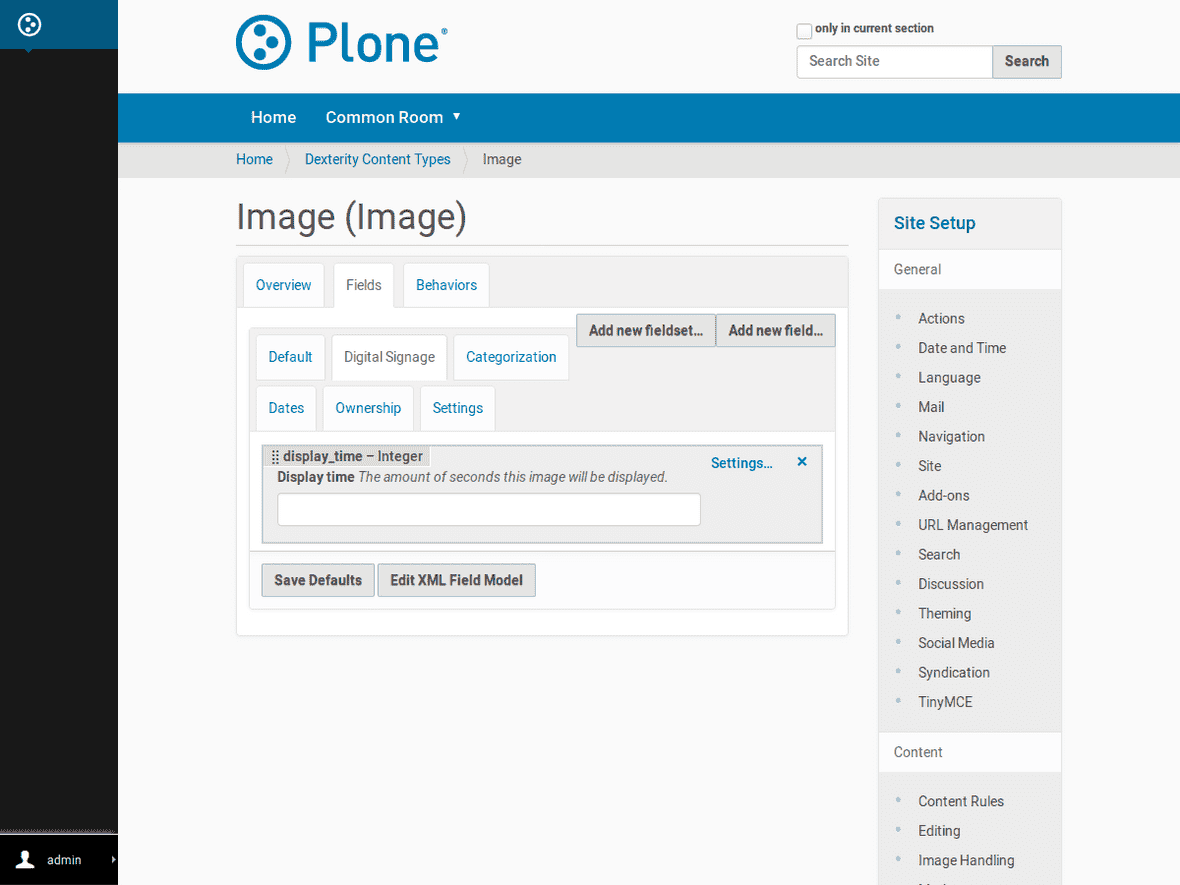 Plone®
only in current section
Search Site
Search
Home
Common Room ▼
Home
Dexterity Content Types
Image
Image (Image)
Overview
Fields
Behaviors
Add new fieldset…
Add new field…
Default
Digital Signage
Categorization
Dates
Ownership
Settings
display_time – Integer
Settings…
×
Display time The amount of seconds this image will be displayed.
Save Defaults
Edit XML Field Model
Site Setup
General
Actions
Date and Time
Language
Mail
Navigation
Site
Add-ons
URL Management
Search
Discussion
Theming
Social Media
Syndication
TinyMCE
Content
Content Rules
Editing
Image Handling
admin